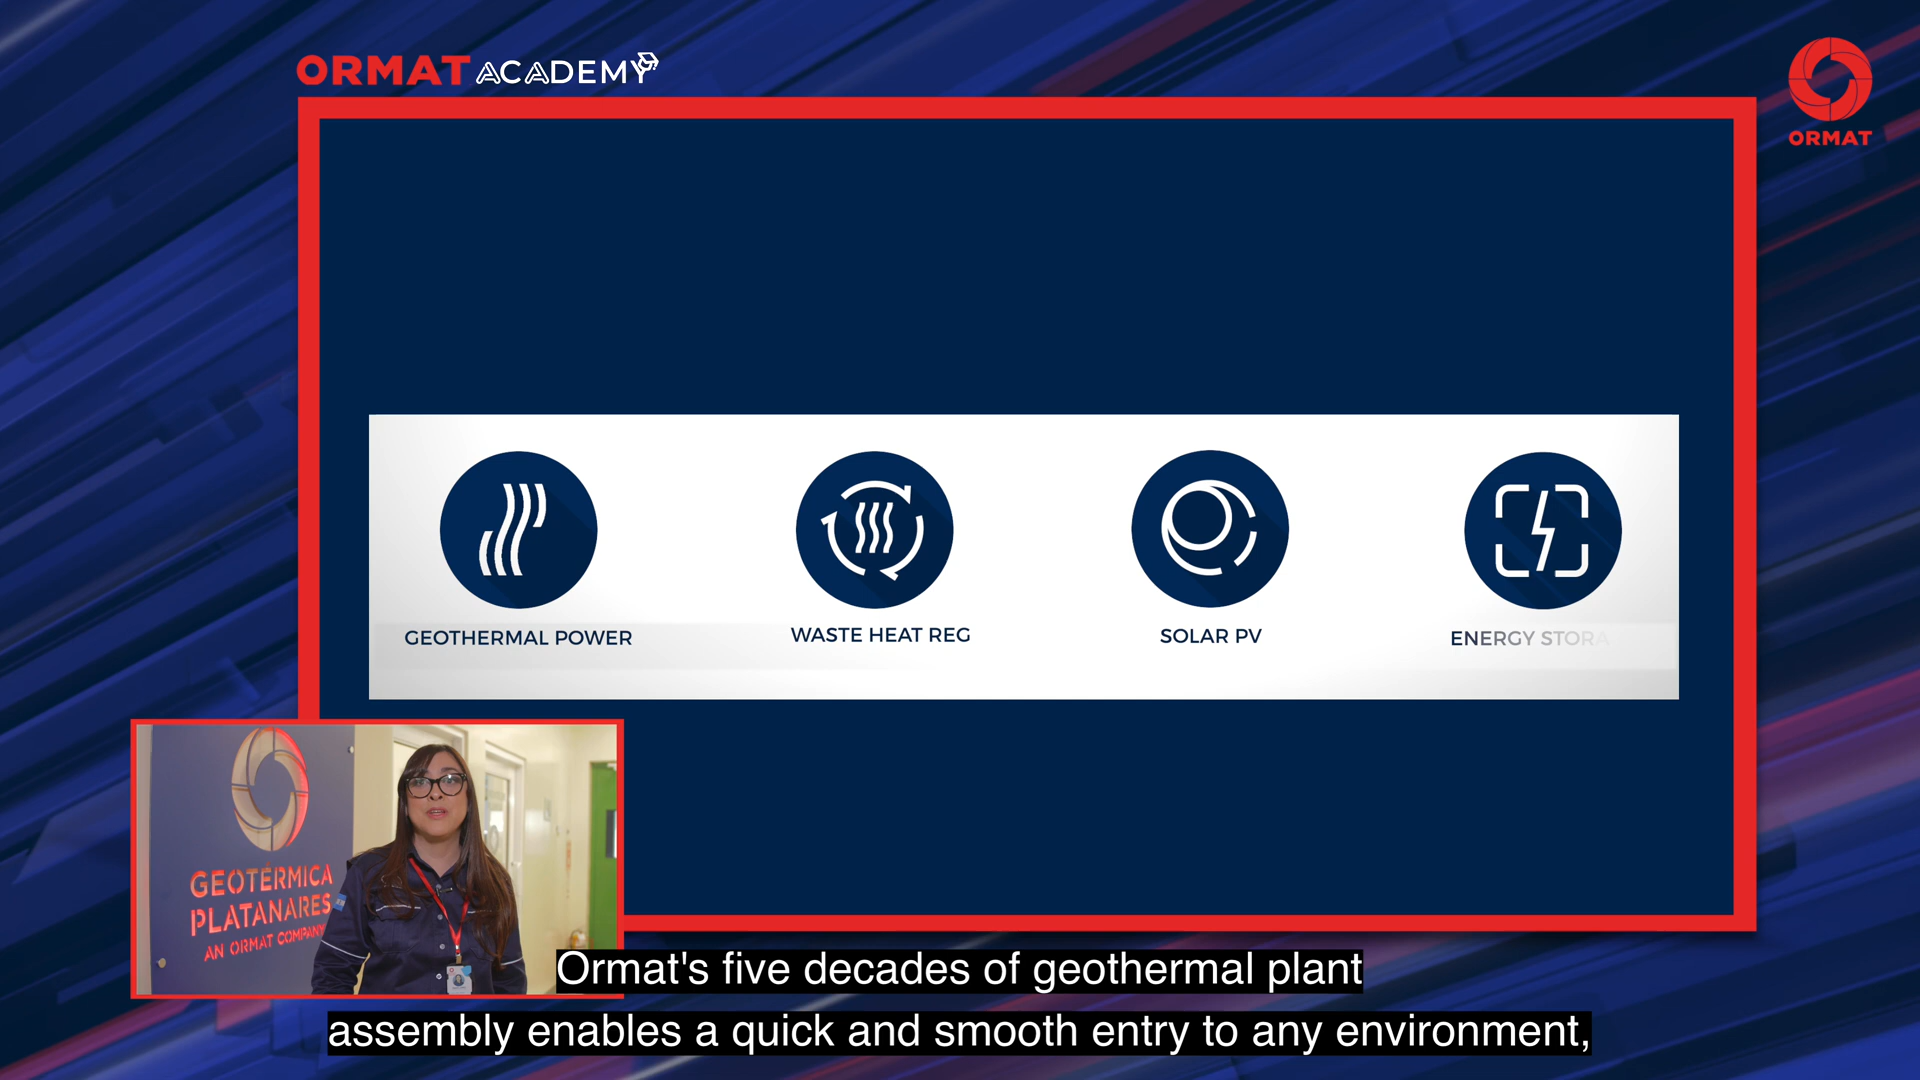 ORMAT ACADEMY
ORMAT
GEOTHERMAL POWER
WASTE HEAT REG
SOLAR PV
ENERGY STORA
GEOTÉRMICA
PLATANARES
AN ORMAT COMPANY
Ormat's five decades of geothermal plant
assembly enables a quick and smooth entry to any environment,